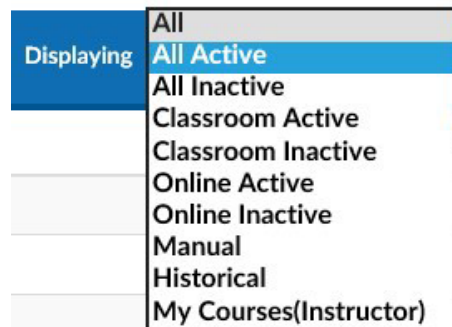 Displaying
All
All Active
All Inactive
Classroom Active
Classroom Inactive
Online Active
Online Inactive
Manual
Historical
My Courses(Instructor)